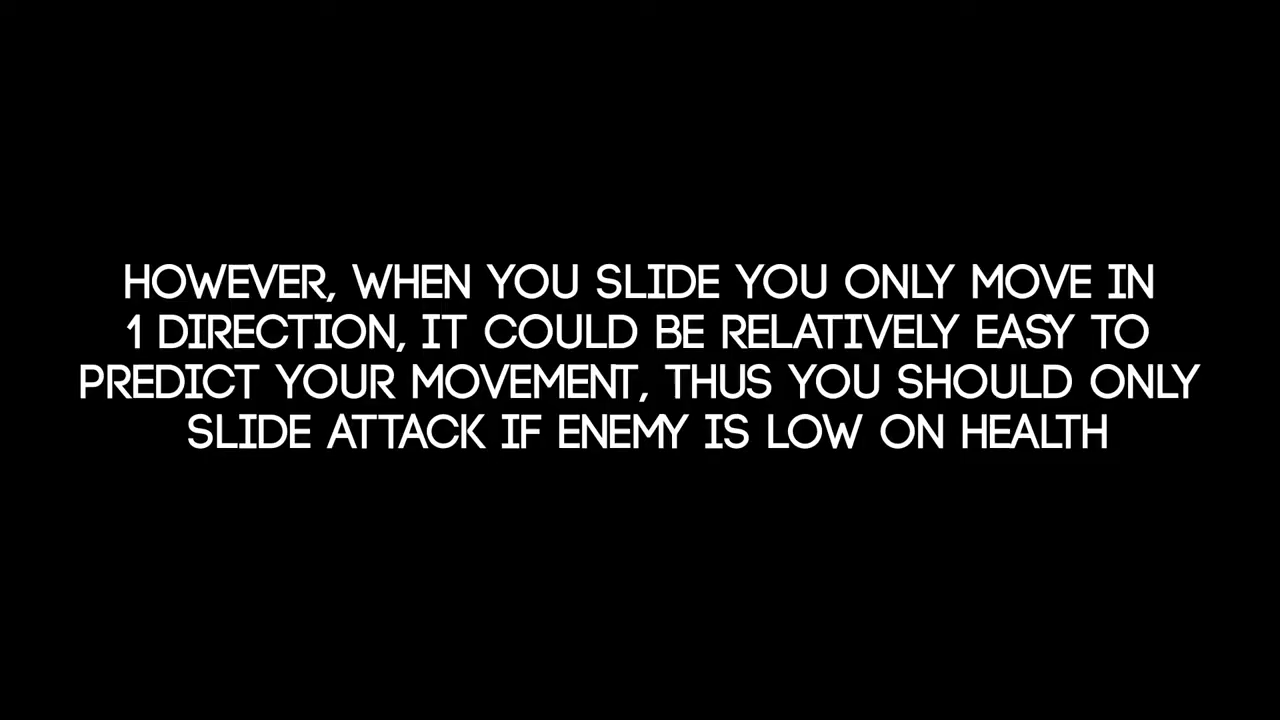 HOWEVER, WHEN YOU SLIDE YOU ONLY MOVE IN
1 DIRECTION, IT COULD BE RELATIVELY EASY TO
PREDICT YOUR MOVEMENT, THUS YOU SHOULD ONLY
SLIDE ATTACK IF ENEMY IS LOW ON HEALTH